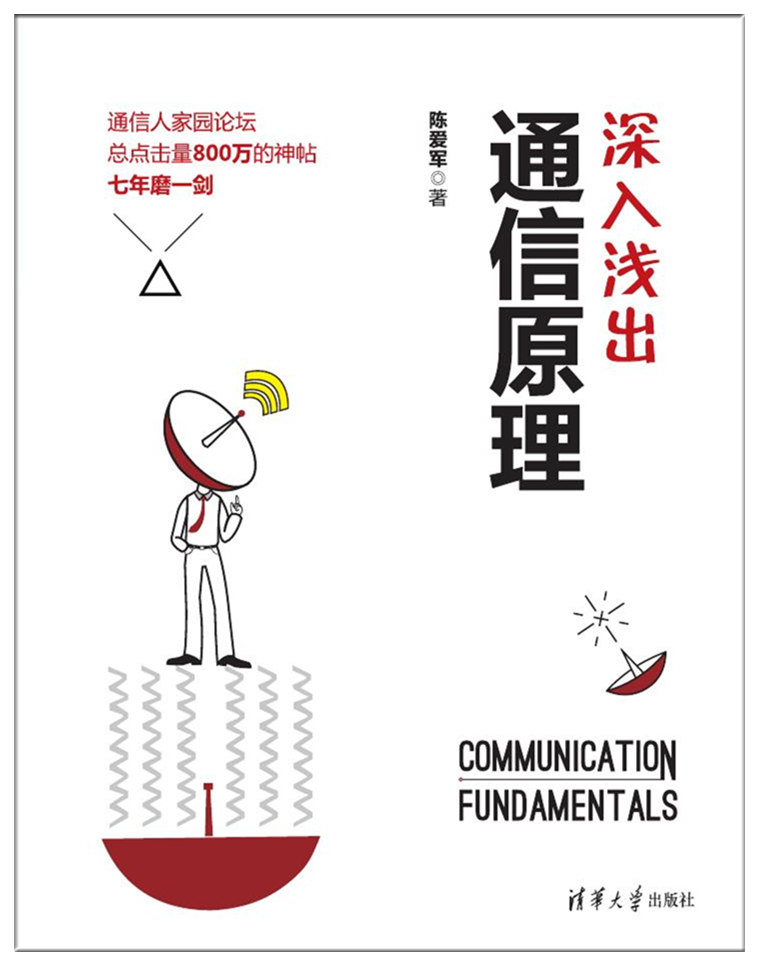 通信人家园论坛
总点击量800万的神帖
七年磨一剑
深入浅出
通信原理
陈爱军◎著
COMMUNICATION
FUNDAMENTALS
清华大学出版社